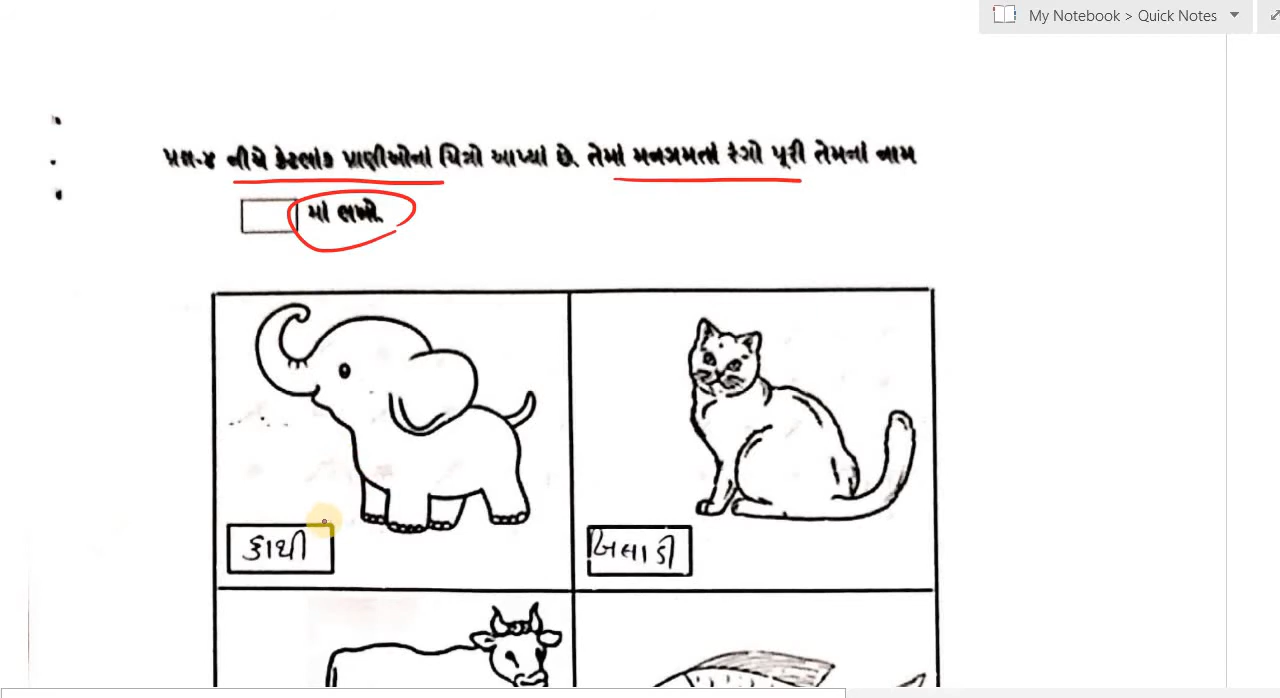 My Notebook > Quick Notes
પ્રશ્ન-૪ નીચે કેટલાંક પ્રાણીઓનાં ચિત્રો આપ્યાં છે. તેમાં મનગમતાં રંગો પૂરી તેમનાં નામ
માં લખો.
હાથી
બિલાડી